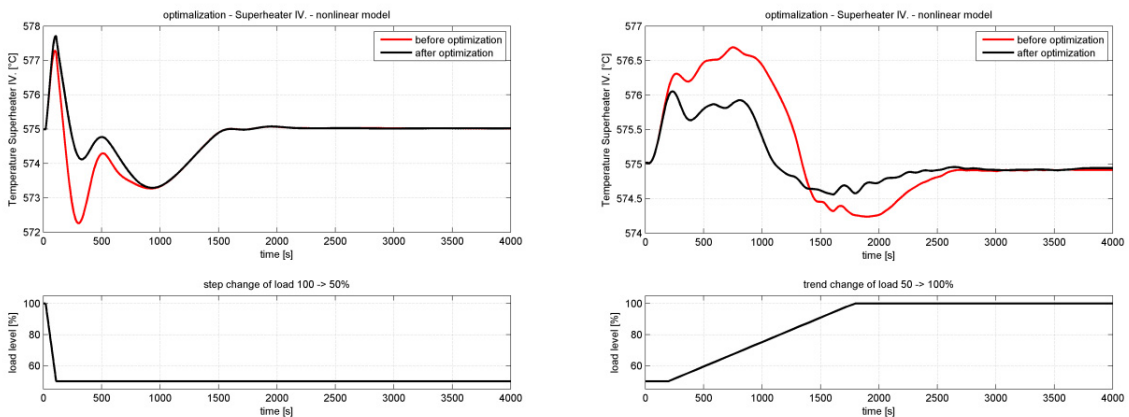 optimalization - Superheater IV. - nonlinear model
578
577
576
575
574
573
572
Temperature Superheater IV. [°C]
before optimization
after optimization
0 500 1000 1500 2000 2500 3000 3500 4000
time [s]
step change of load 100 -> 50%
100
80
60
load level [%]
0 500 1000 1500 2000 2500 3000 3500 4000
time [s]
optimalization - Superheater IV. - nonlinear model
577
576.5
576
575.5
575
574.5
574
Temperature Superheater IV. [°C]
before optimization
after optimization
0 500 1000 1500 2000 2500 3000 3500 4000
time [s]
trend change of load 50 -> 100%
100
80
60
load level [%]
0 500 1000 1500 2000 2500 3000 3500 4000
time [s]